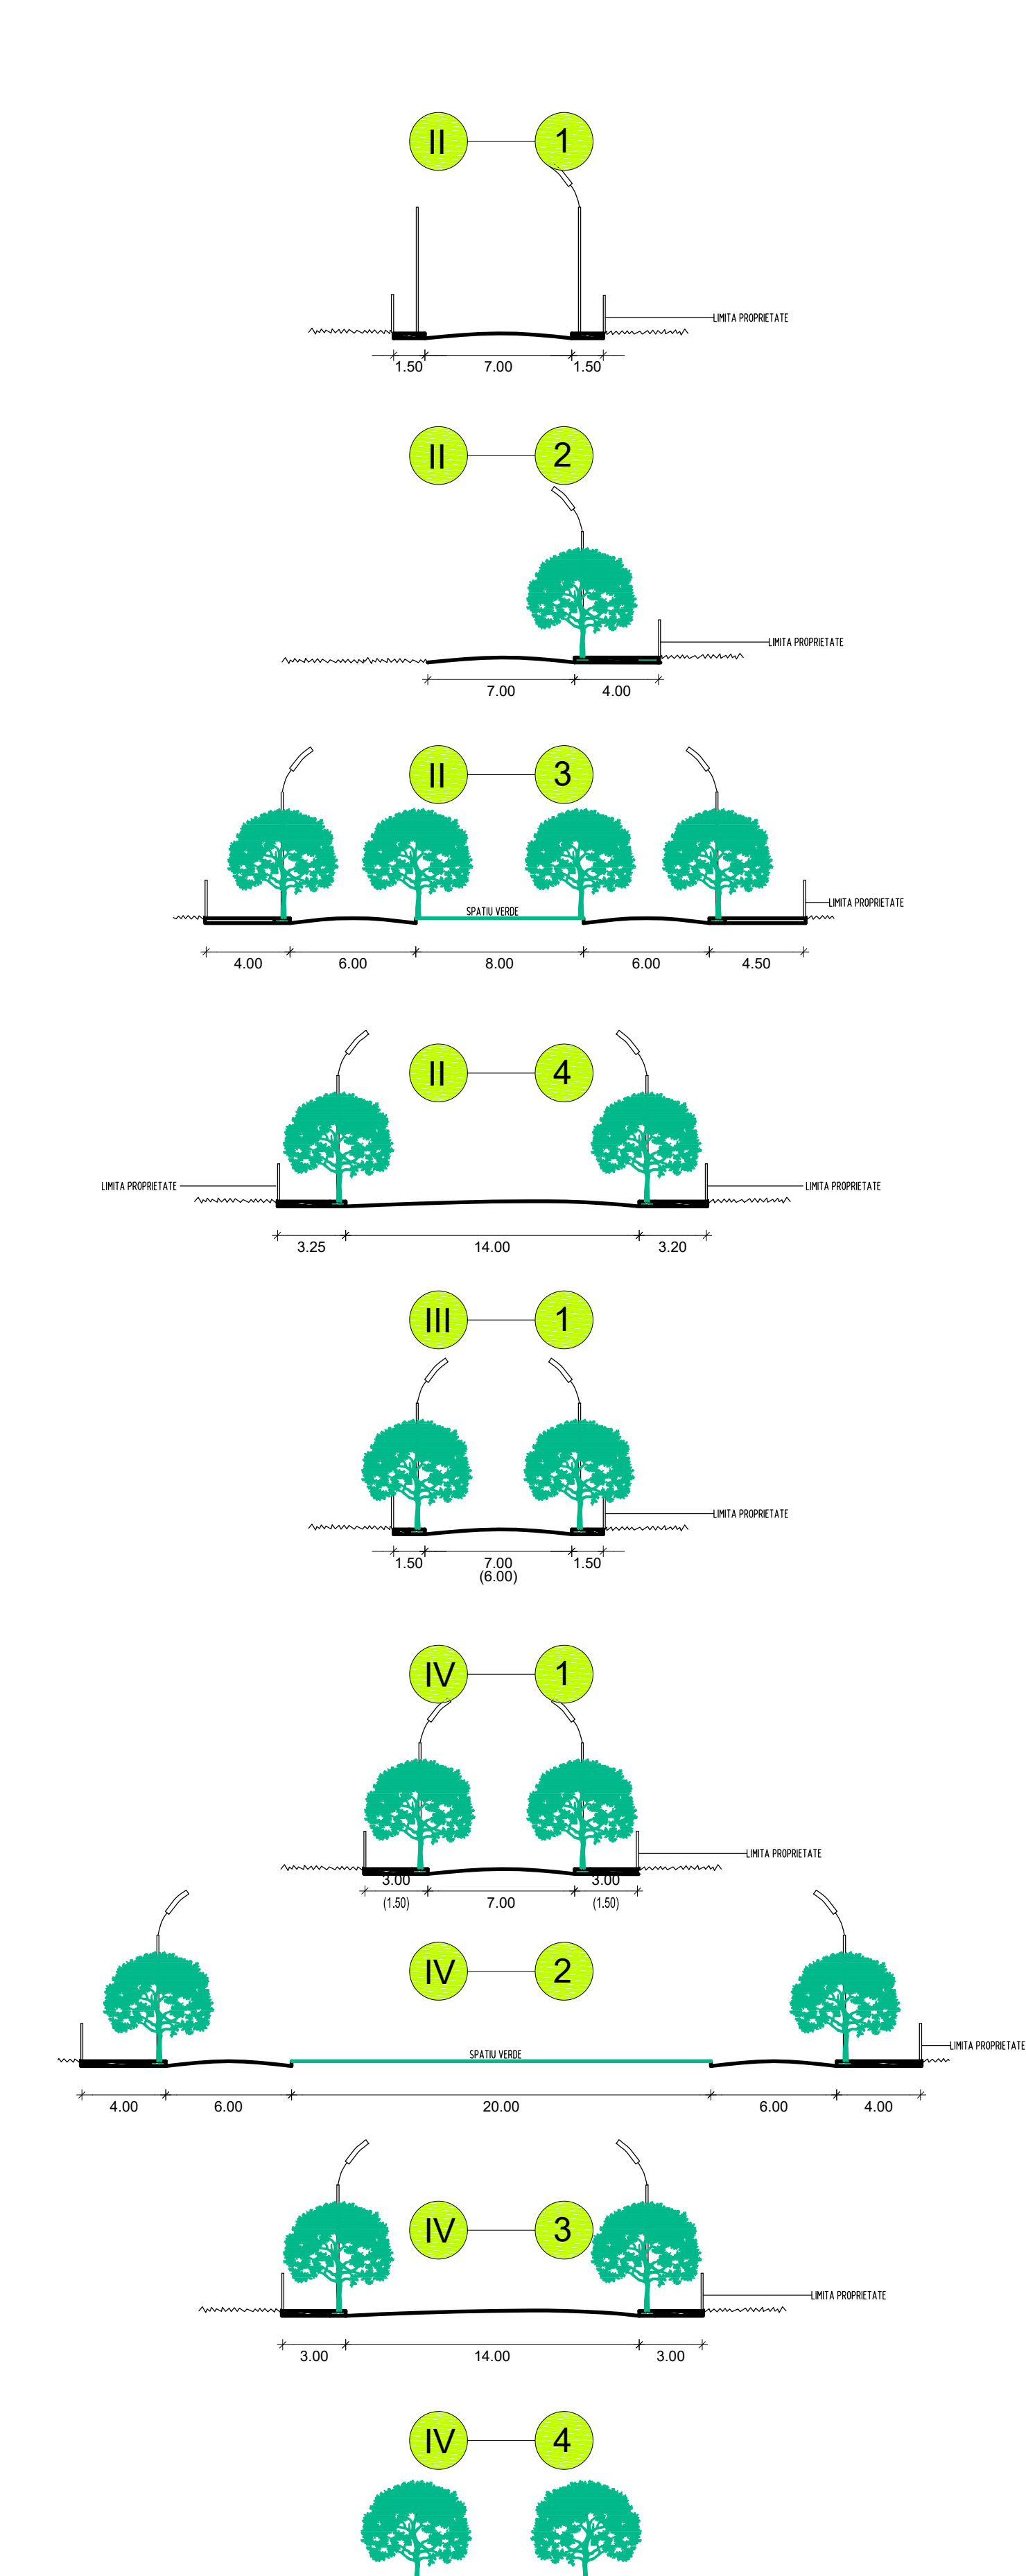 II 1
LIMITA PROPRIETATE
1.50 7.00 1.50
II 2
LIMITA PROPRIETATE
7.00 4.00
II 3
LIMITA PROPRIETATE
SPATIU VERDE
4.00 6.00 8.00 6.00 4.50
II 4
LIMITA PROPRIETATE LIMITA PROPRIETATE
3.25 14.00 3.20
III 1
LIMITA PROPRIETATE
1.50 7.00 1.50
(6.00)
IV 1
LIMITA PROPRIETATE
3.00 3.00
(1.50) 7.00 (1.50)
IV 2
LIMITA PROPRIETATE
SPATIU VERDE
4.00 6.00 20.00 6.00 4.00
IV 3
LIMITA PROPRIETATE
3.00 14.00 3.00
IV 4